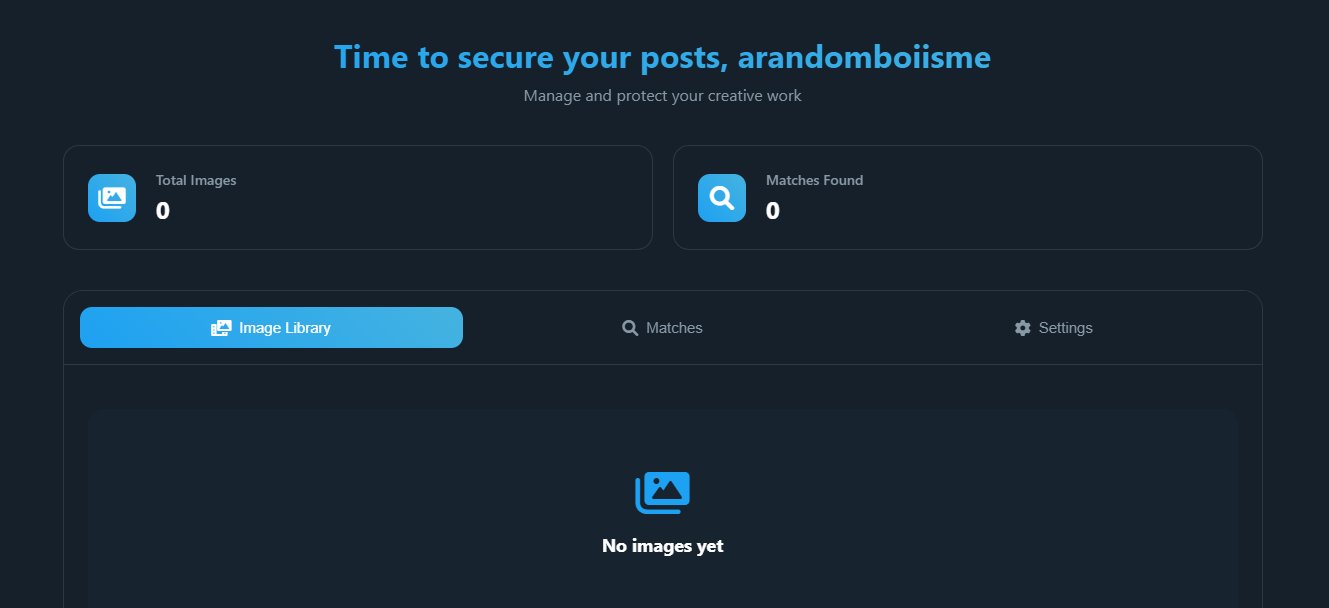 Time to secure your posts, arandomboiisme
Manage and protect your creative work
Total Images
0
Matches Found
0
Image Library
Matches
Settings
No images yet